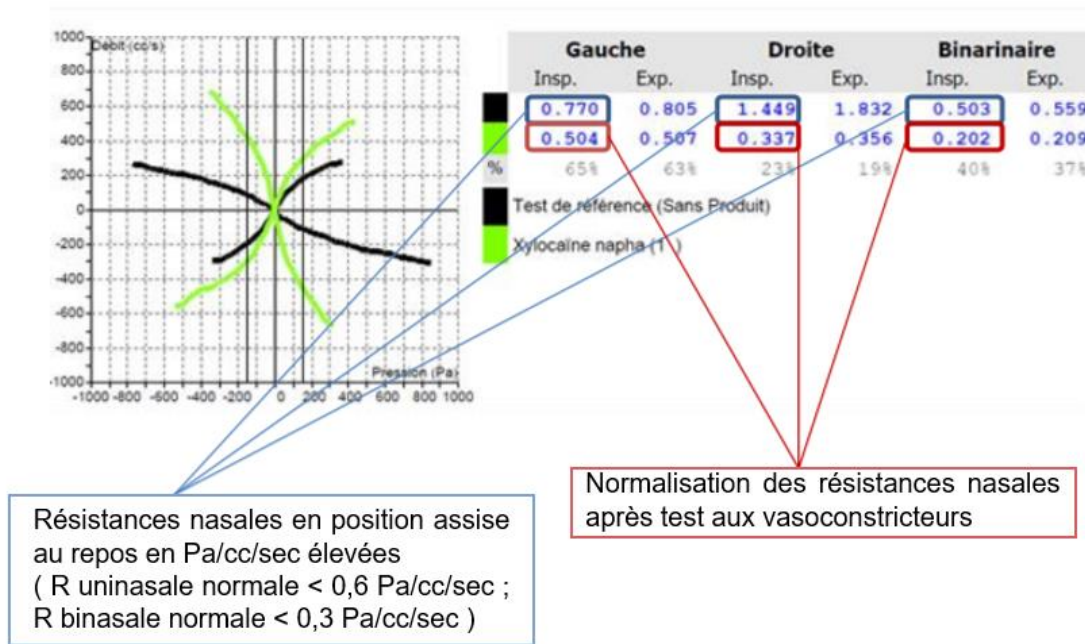 1000
Débit (cc/s)
800
600
400
200
0
-200
-400
-600
-800
-1000
Pression (Pa)
-1000 -800 -600 -400 -200 0 200 400 600 800 1000
Gauche Droite Binarinaire
Insp. Exp. Insp. Exp. Insp. Exp.
0.770 0.805 1.449 1.832 0.503 0.559
0.504 0.507 0.337 0.356 0.202 0.209
% 65% 63% 23% 19% 40% 37%
Test de référence (Sans Produit)
Xylocaïne napha (1 )
Résistances nasales en position assise
au repos en Pa/cc/sec élevées
( R uninasale normale < 0,6 Pa/cc/sec ;
R binasale normale < 0,3 Pa/cc/sec )
Normalisation des résistances nasales
après test aux vasoconstricteurs